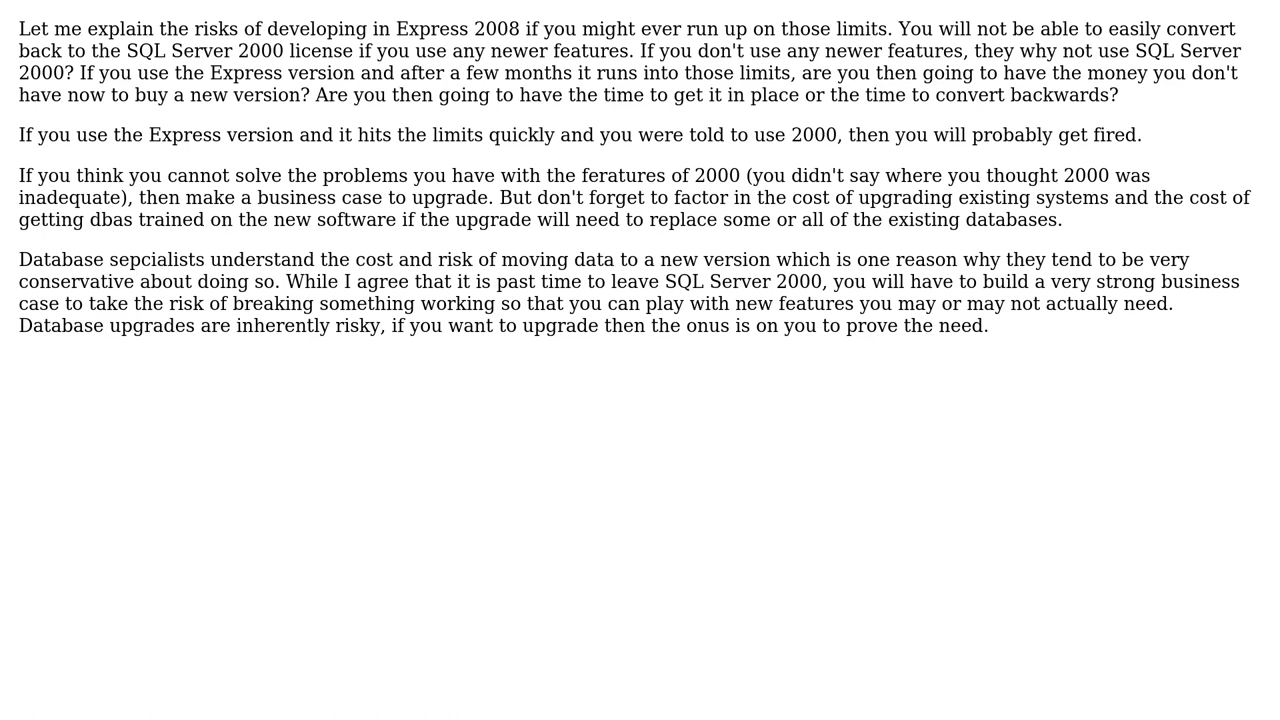 Let me explain the risks of developing in Express 2008 if you might ever run up on those limits. You will not be able to easily convert
back to the SQL Server 2000 license if you use any newer features. If you don't use any newer features, they why not use SQL Server
2000? If you use the Express version and after a few months it runs into those limits, are you then going to have the money you don't
have now to buy a new version? Are you then going to have the time to get it in place or the time to convert backwards?
If you use the Express version and it hits the limits quickly and you were told to use 2000, then you will probably get fired.
If you think you cannot solve the problems you have with the feratures of 2000 (you didn't say where you thought 2000 was
inadequate), then make a business case to upgrade. But don't forget to factor in the cost of upgrading existing systems and the cost of
getting dbas trained on the new software if the upgrade will need to replace some or all of the existing databases.
Database sepcialists understand the cost and risk of moving data to a new version which is one reason why they tend to be very
conservative about doing so. While I agree that it is past time to leave SQL Server 2000, you will have to build a very strong business
case to take the risk of breaking something working so that you can play with new features you may or may not actually need.
Database upgrades are inherently risky, if you want to upgrade then the onus is on you to prove the need.